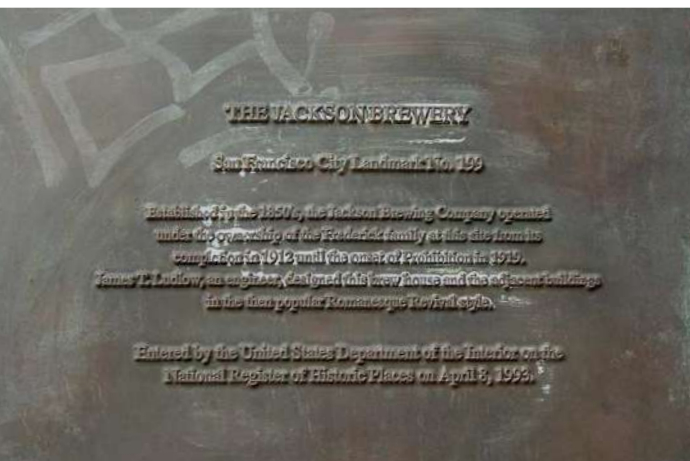 THE JACKSON BREWERY
San Francisco City Landmark No. 199
Established in the 1850's, the Jackson Brewing Company operated
under the ownership of the Frederick family at this site from its
completion in 1912 until the onset of Prohibition in 1919.
James T. Ludlow, an engineer, designed this brew house and the adjacent buildings
in the then popular Romanesque Revival style.
Entered by the United States Department of the Interior on the
National Register of Historic Places on April 8, 1993.